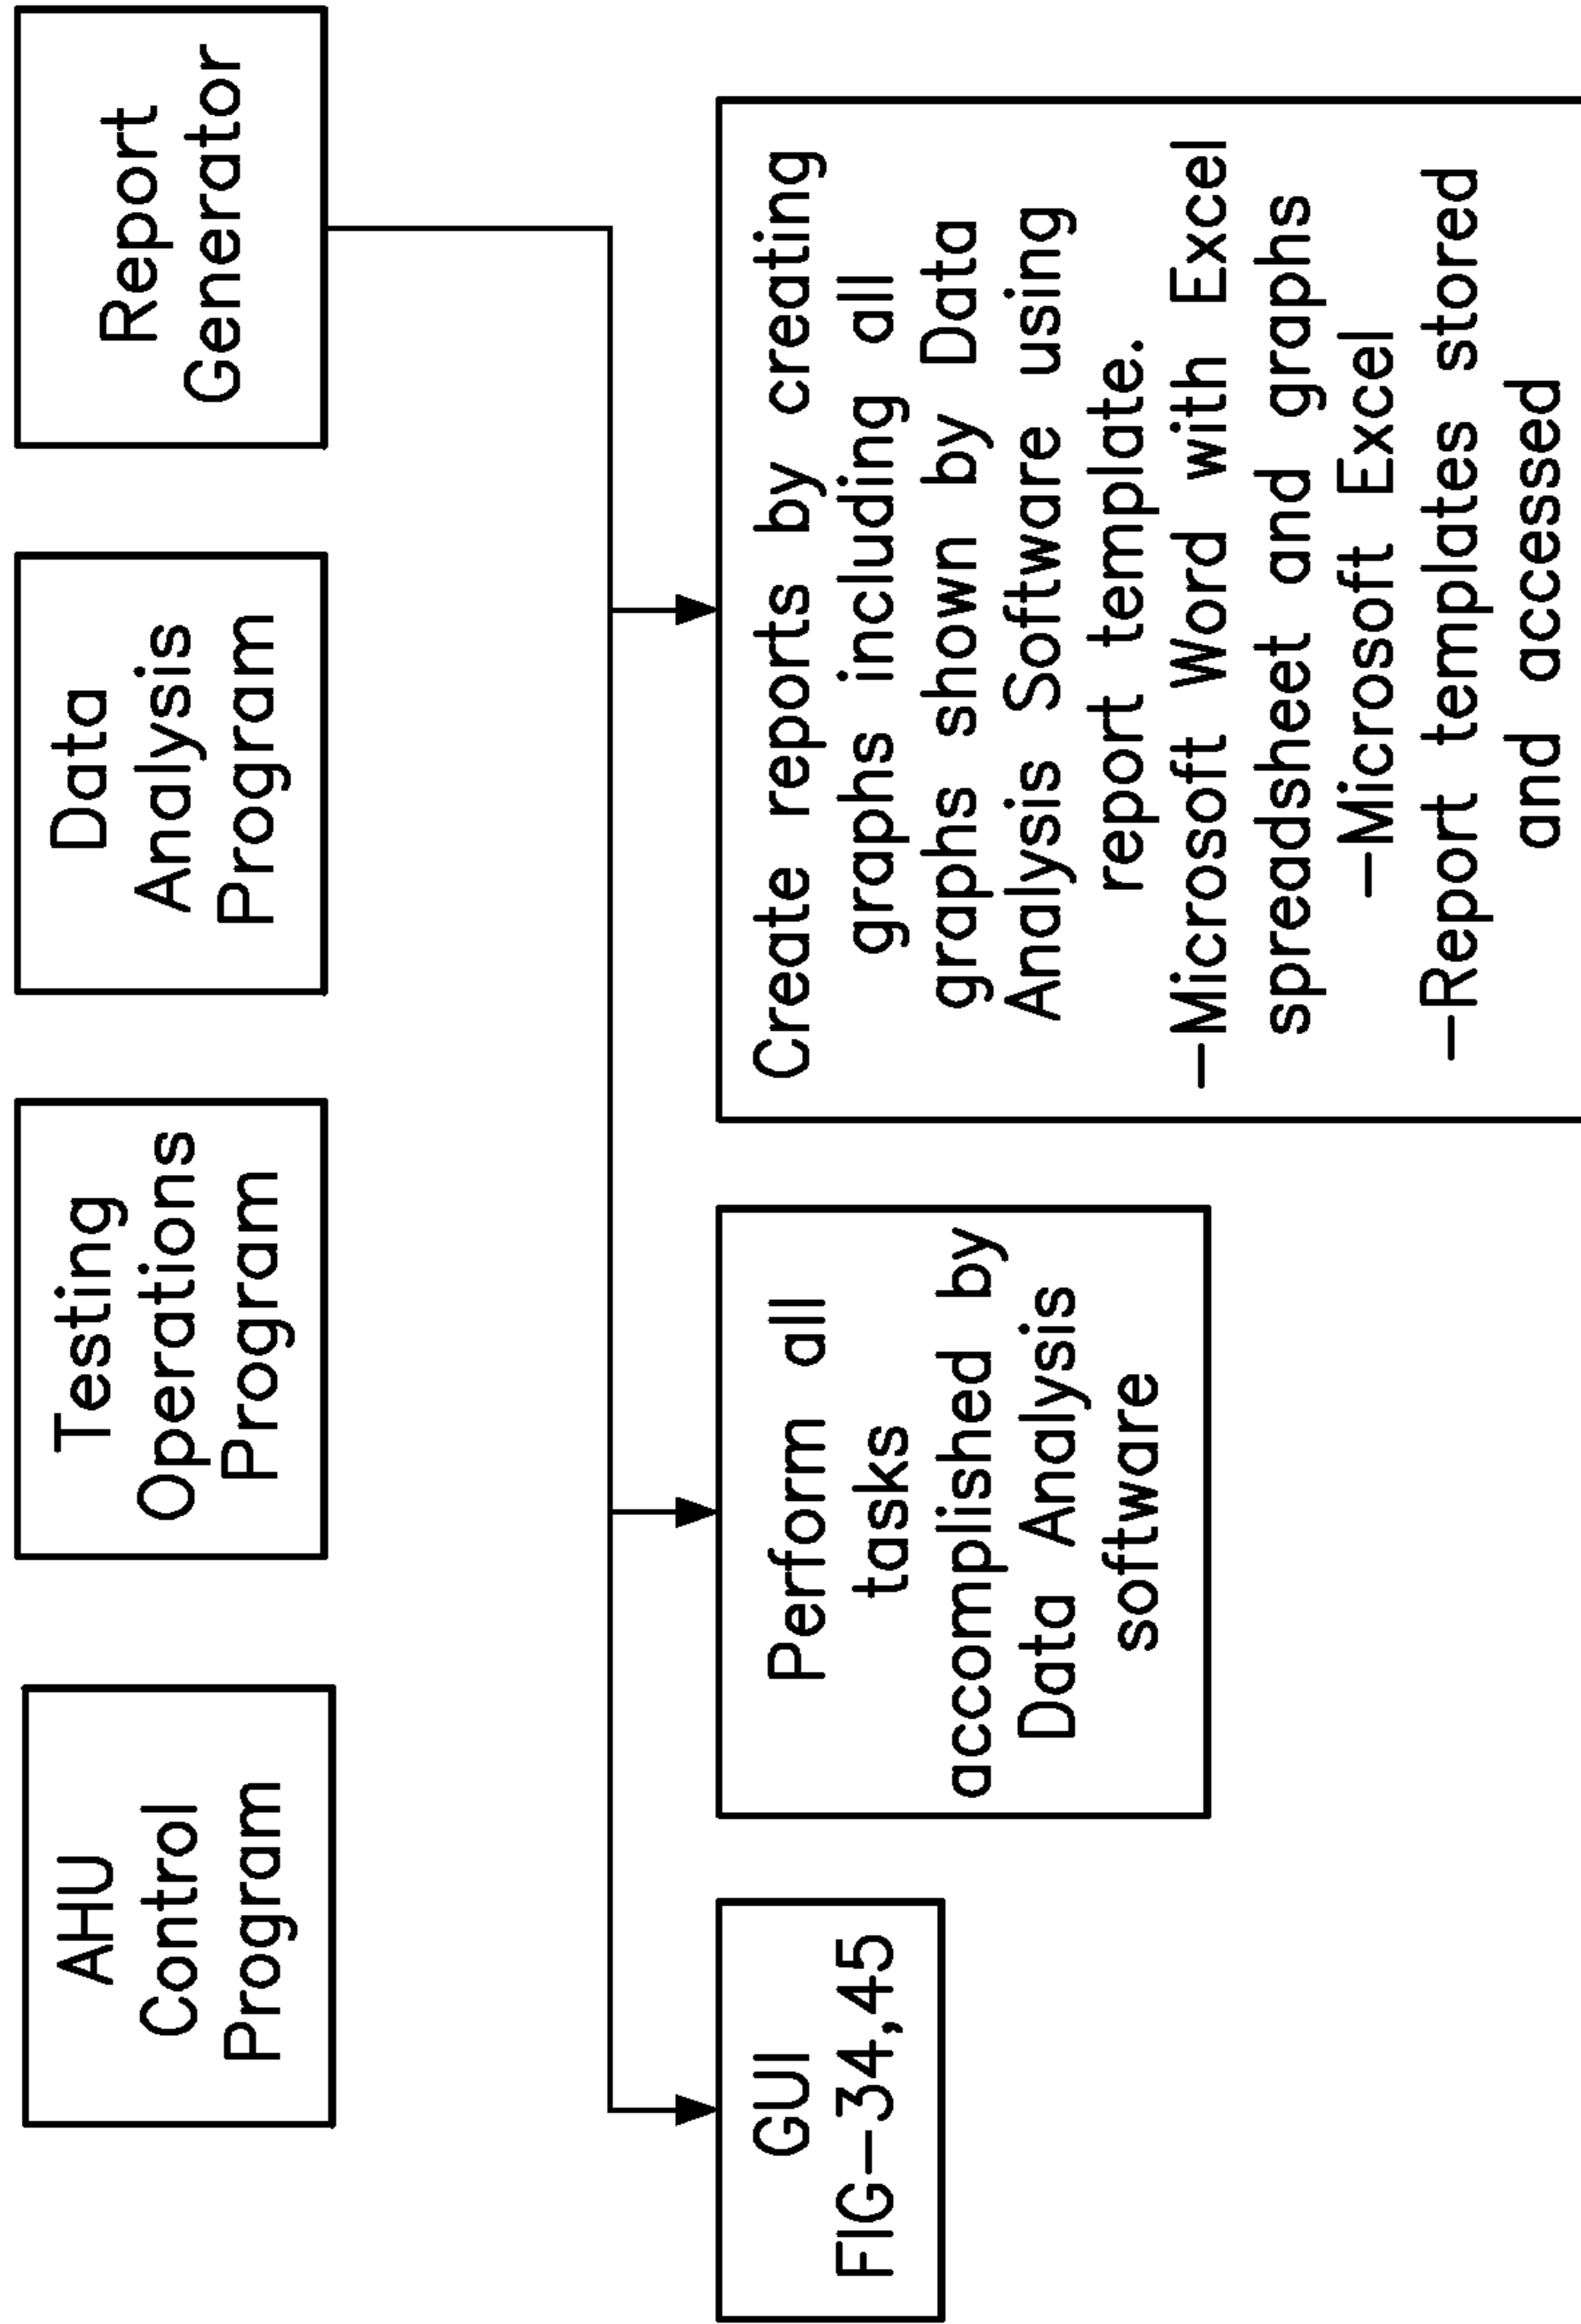 AHU
Control
Program
Testing
Operations
Program
Data
Analysis
Program
Report
Generator
GUI
FIG-34,45
Perform all
tasks
accomplished by
Data Analysis
software
Create reports by creating
graphs including all
graphs shown by Data
Analysis Software using
report template.
-Microsoft Word with Excel
spreadsheet and graphs
-Microsoft Excel
-Report templates stored
and accessed